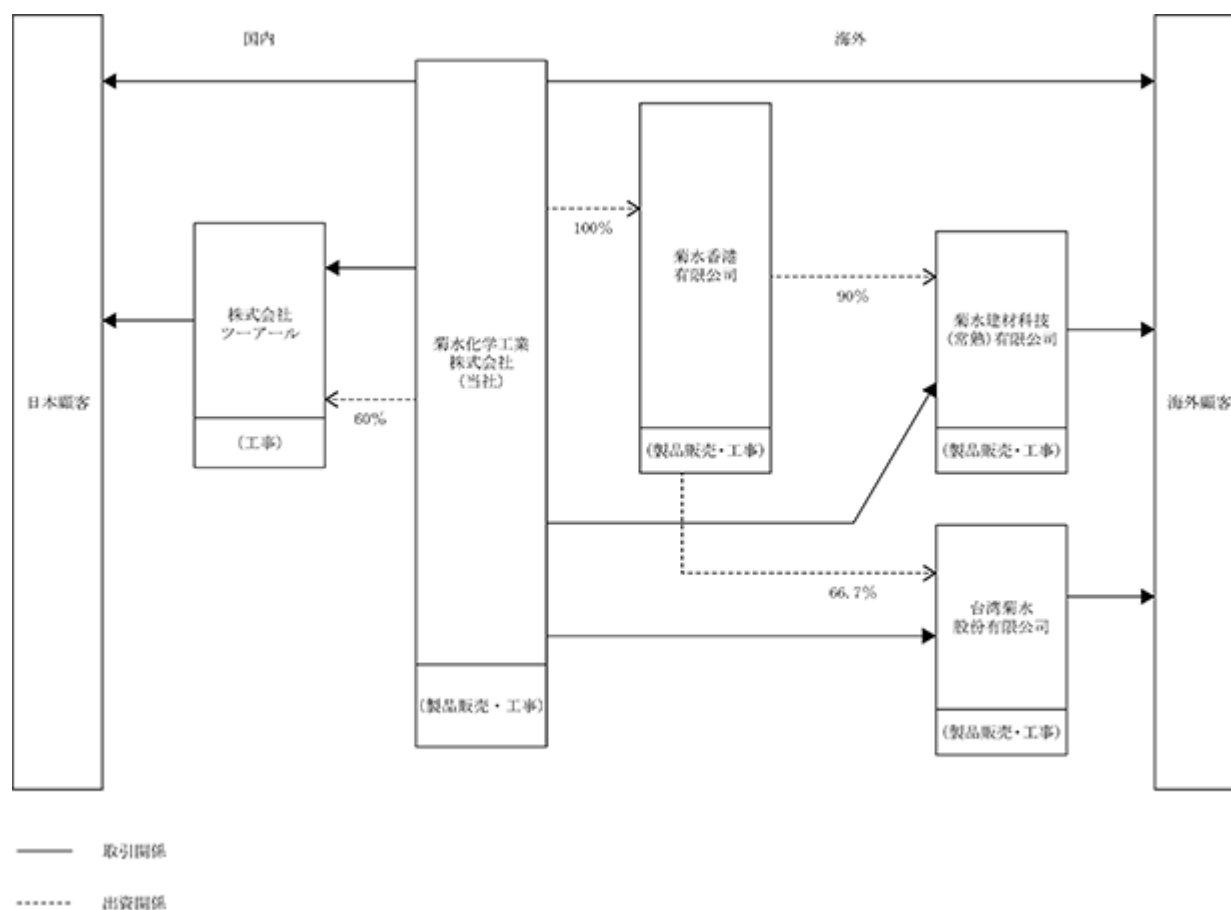 国内
海外
日本顧客
株式会社
ツーアール
(工事)
60%
菊水化学工業
株式会社
(当社)
(製品販売・工事)
100%
菊水香港
有限公司
(製品販売・工事)
90%
菊水建材科技
(常熟)有限公司
(製品販売・工事)
66.7%
台湾菊水
股份有限公司
(製品販売・工事)
海外顧客
取引関係
出資関係